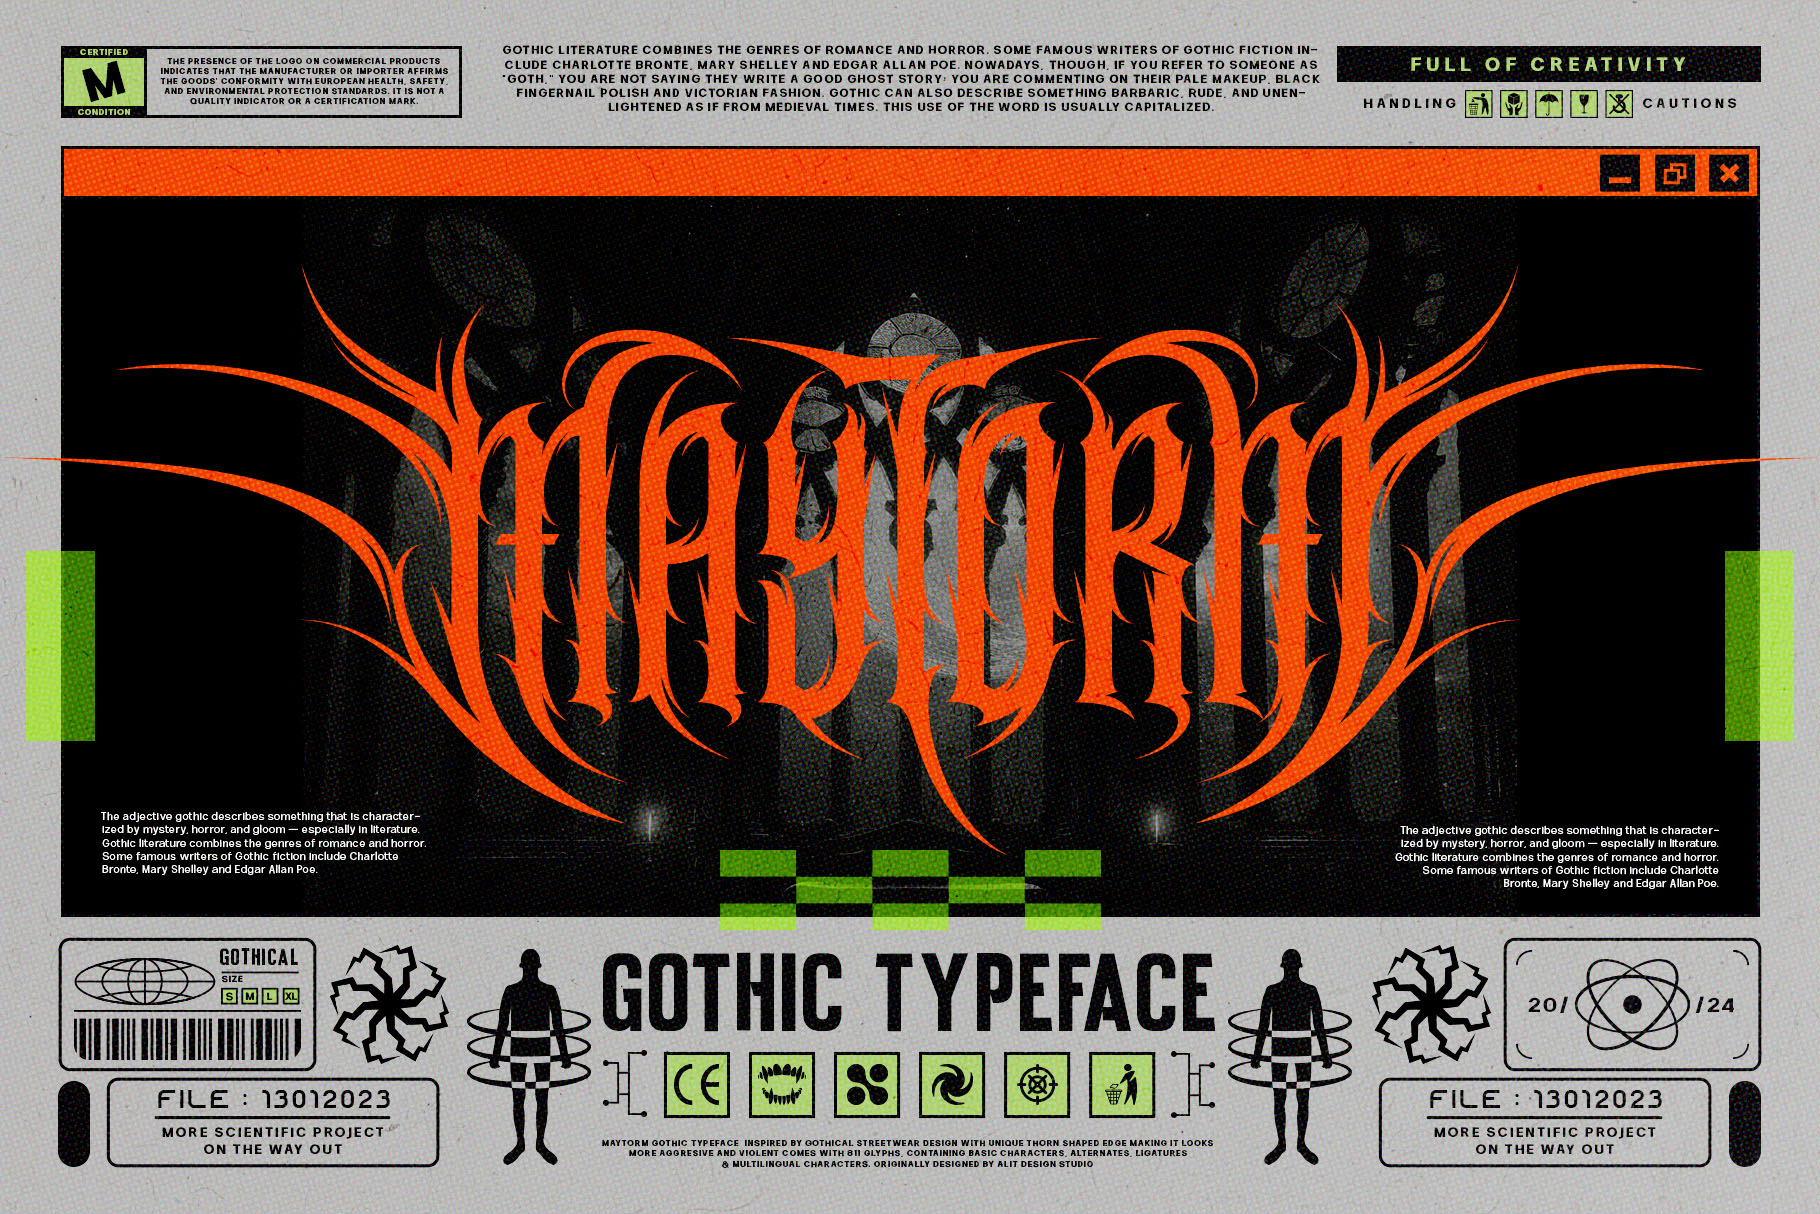 CERTIFIED
M
CONDITION
THE PRESENCE OF THE LOGO ON COMMERCIAL PRODUCTS
INDICATES THAT THE MANUFACTURER OR IMPORTER AFFIRMS
THE GOODS' CONFORMITY WITH EUROPEAN HEALTH, SAFETY,
AND ENVIRONMENTAL PROTECTION STANDARDS. IT IS NOT A
QUALITY INDICATOR OR A CERTIFICATION MARK.
GOTHIC LITERATURE COMBINES THE GENRES OF ROMANCE AND HORROR. SOME FAMOUS WRITERS OF GOTHIC FICTION IN-
CLUDE CHARLOTTE BRONTE, MARY SHELLEY AND EDGAR ALLAN POE. NOWADAYS, THOUGH, IF YOU REFER TO SOMEONE AS
"GOTH," YOU ARE NOT SAYING THEY WRITE A GOOD GHOST STORY: YOU ARE COMMENTING ON THEIR PALE MAKEUP, BLACK
FINGERNAIL POLISH AND VICTORIAN FASHION. GOTHIC CAN ALSO DESCRIBE SOMETHING BARBARIC, RUDE, AND UNEN-
LIGHTENED AS IF FROM MEDIEVAL TIMES. THIS USE OF THE WORD IS USUALLY CAPITALIZED.
FULL OF CREATIVITY
HANDLING CAUTIONS
MAYTORM
The adjective gothic describes something that is character-
ized by mystery, horror, and gloom — especially in literature.
Gothic literature combines the genres of romance and horror.
Some famous writers of Gothic fiction include Charlotte
Bronte, Mary Shelley and Edgar Allan Poe.
The adjective gothic describes something that is character-
ized by mystery, horror, and gloom — especially in literature.
Gothic literature combines the genres of romance and horror.
Some famous writers of Gothic fiction include Charlotte
Bronte, Mary Shelley and Edgar Allan Poe.
GOTHICAL
SIZE
S M L XL
FILE : 13012023
MORE SCIENTIFIC PROJECT
ON THE WAY OUT
GOTHIC TYPEFACE
CE
MAYTORM GOTHIC TYPEFACE INSPIRED BY GOTHICAL STREETWEAR DESIGN WITH UNIQUE THORN SHAPED EDGE MAKING IT LOOKS
MORE AGGRESIVE AND VIOLENT COMES WITH 811 GLYPHS, CONTAINING BASIC CHARACTERS, ALTERNATES, LIGATURES
& MULTILINGUAL CHARACTERS. ORIGINALLY DESIGNED BY ALIT DESIGN STUDIO
20/ /24
FILE : 13012023
MORE SCIENTIFIC PROJECT
ON THE WAY OUT